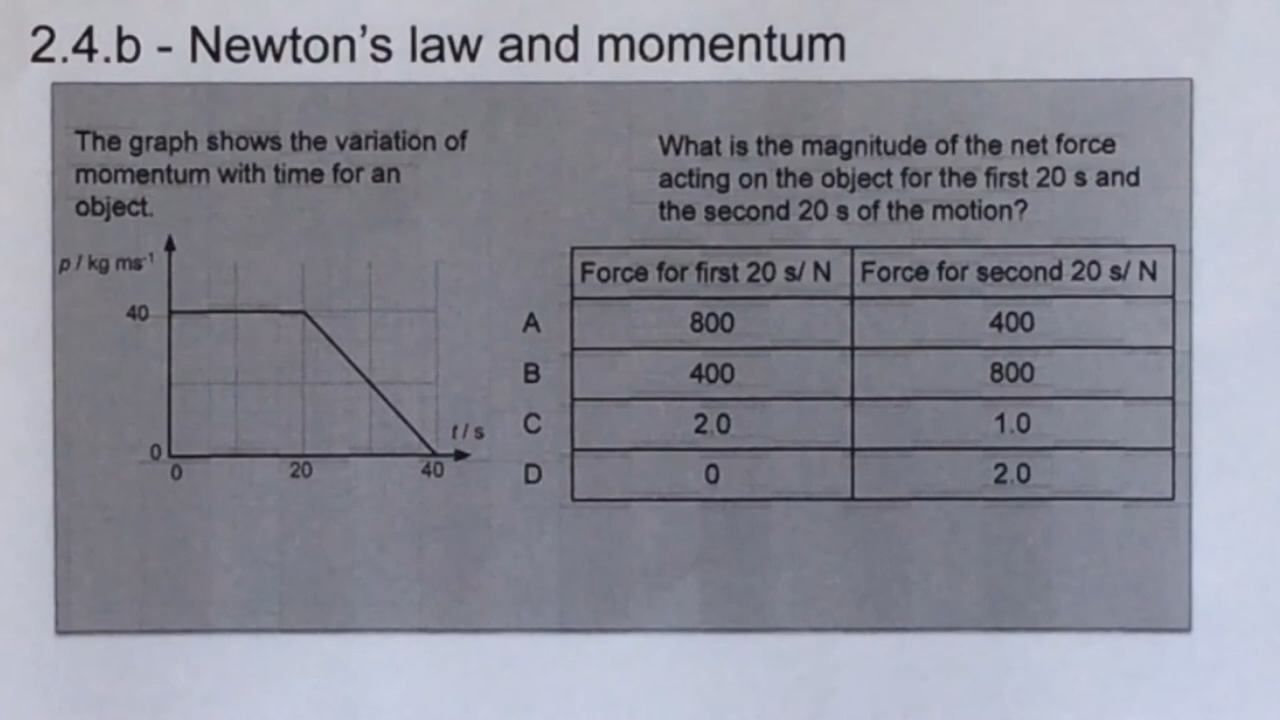 2.4.b - Newton's law and momentum
The graph shows the variation of
momentum with time for an
object.
p / kg ms⁻¹
40
0
0
20
40
t / s
What is the magnitude of the net force
acting on the object for the first 20 s and
the second 20 s of the motion?
Force for first 20 s/ N Force for second 20 s/ N
A 800 400
B 400 800
C 2.0 1.0
D 0 2.0